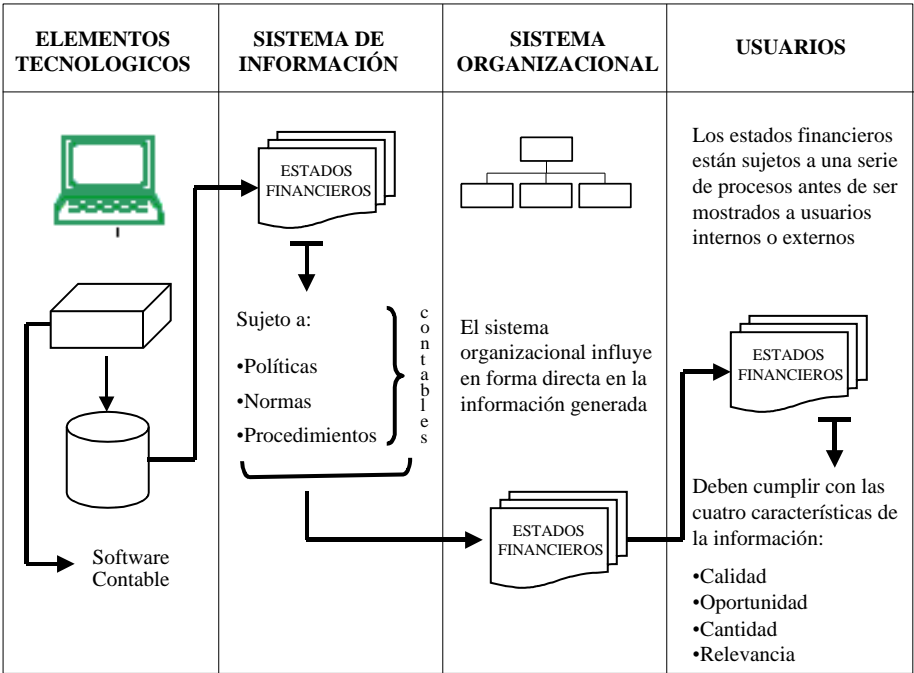 ELEMENTOS
TECNOLOGICOS
SISTEMA DE
INFORMACIÓN
SISTEMA
ORGANIZACIONAL
USUARIOS
Software
Contable
ESTADOS
FINANCIEROS
Sujeto a:
•Políticas
•Normas
•Procedimientos
contables
El sistema
organizacional influye
en forma directa en la
información generada
ESTADOS
FINANCIEROS
Los estados financieros
están sujetos a una serie
de procesos antes de ser
mostrados a usuarios
internos o externos
ESTADOS
FINANCIEROS
Deben cumplir con las
cuatro características de
la información:
•Calidad
•Oportunidad
•Cantidad
•Relevancia